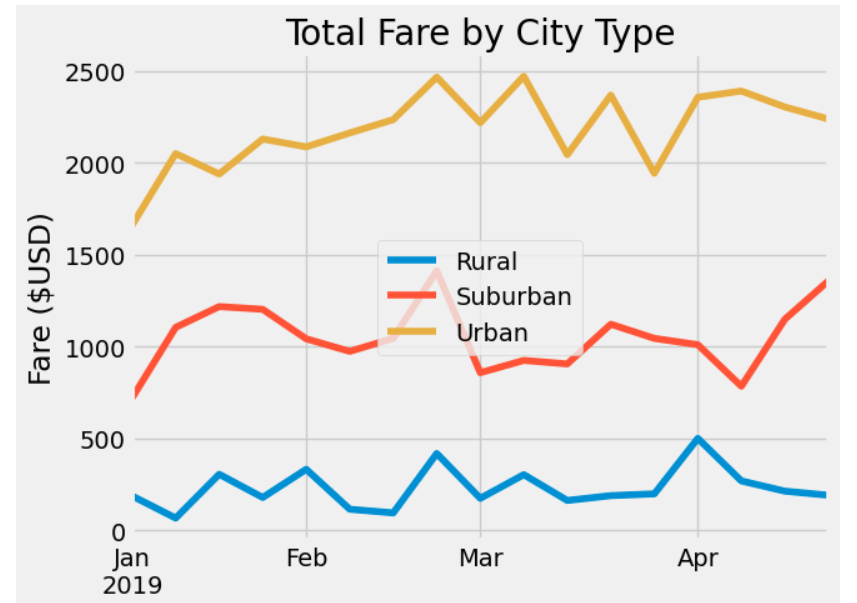 Total Fare by City Type
Fare ($USD)
2500
2000
1500
1000
500
0
Rural
Suburban
Urban
Jan Feb Mar Apr
2019